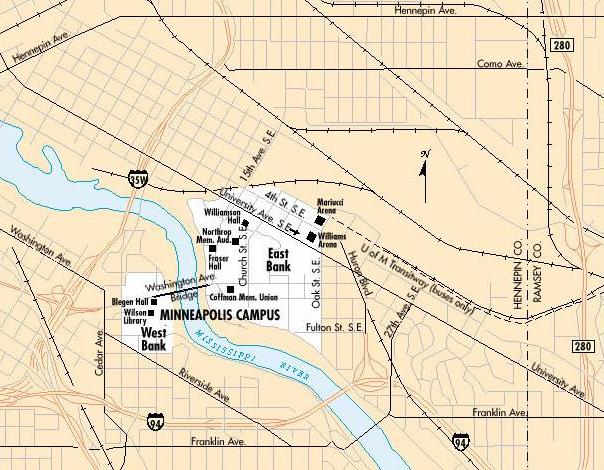 Hennepin Ave.
280
Hennepin Ave.
Como Ave.
15th Ave. S.E.
N
35W
4th St. S.E.
University Ave. S.E.
Mariucci
Arena
Williamson
Hall
Northrop
Mem. Aud.
Williams
Arena
Church St. S.E.
East
Bank
Fraser
Hall
Washington Ave.
U of M Transitway (buses only)
Huron Blvd.
HENNEPIN CO.
RAMSEY CO.
Oak St. S.E.
Washington Ave.
Bridge
Coffman Mem. Union
Blegen Hall
Wilson
Library
MINNEAPOLIS CAMPUS
27th Ave. S.E.
Fulton St. S.E.
West
Bank
Cedar Ave.
MISSISSIPPI RIVER
280
Riverside Ave.
University Ave.
94
Franklin Ave.
Franklin Ave.
94